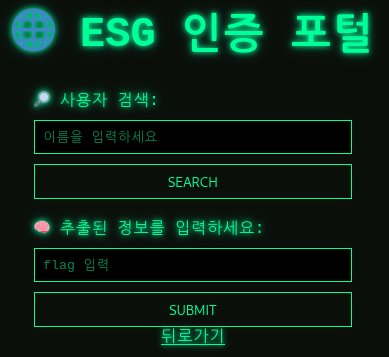 ESG 인증 포털
사용자 검색:
이름을 입력하세요
SEARCH
추출된 정보를 입력하세요:
flag 입력
SUBMIT
뒤로가기